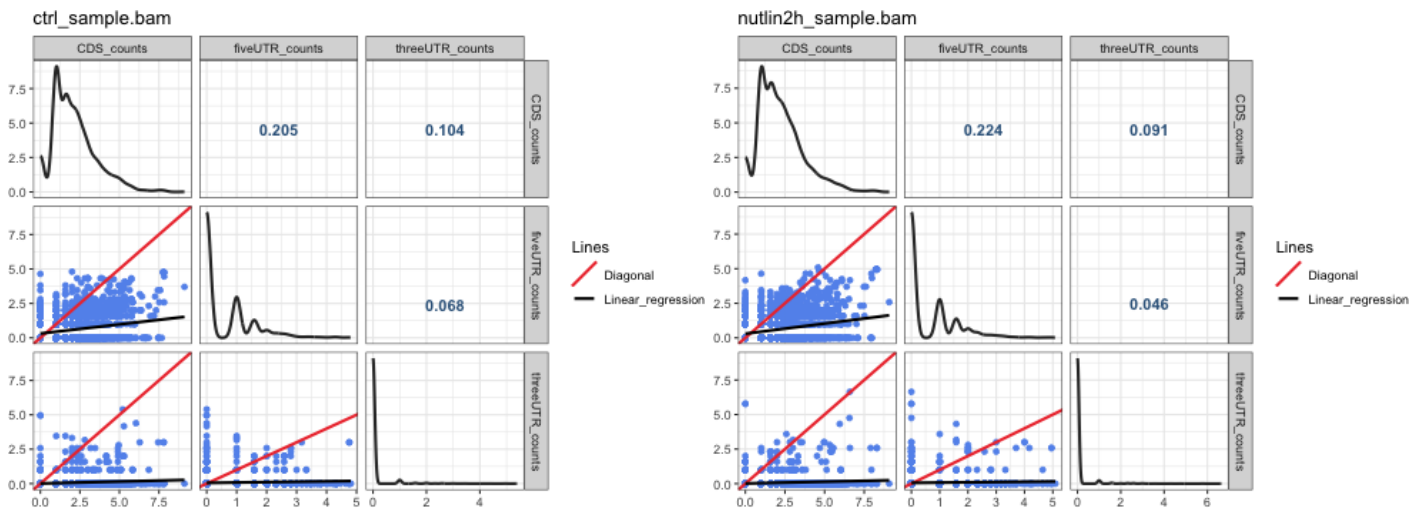 ctrl_sample.bam
CDS_counts fiveUTR_counts threeUTR_counts
7.5
5.0
2.5
0.0
0.205
0.104
CDS_counts
7.5
5.0
2.5
0.0
0.068
fiveUTR_counts
Lines
Diagonal
Linear_regression
7.5
5.0
2.5
0.0
threeUTR_counts
0.0 2.5 5.0 7.5
0 1 2 3 4 5
0 2 4
nutlin2h_sample.bam
CDS_counts fiveUTR_counts threeUTR_counts
7.5
5.0
2.5
0.0
0.224
0.091
CDS_counts
7.5
5.0
2.5
0.0
0.046
fiveUTR_counts
Lines
Diagonal
Linear_regression
7.5
5.0
2.5
0.0
threeUTR_counts
0.0 2.5 5.0 7.5
0 1 2 3 4 5
0 2 4 6